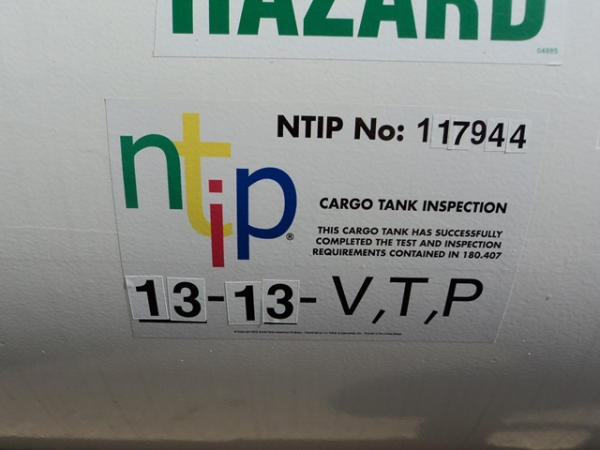 HAZARD
04885
NTIP No: 117944
ntip®
CARGO TANK INSPECTION
THIS CARGO TANK HAS SUCCESSFULLY
COMPLETED THE TEST AND INSPECTION
REQUIREMENTS CONTAINED IN 180.407
13-13-V,T,P